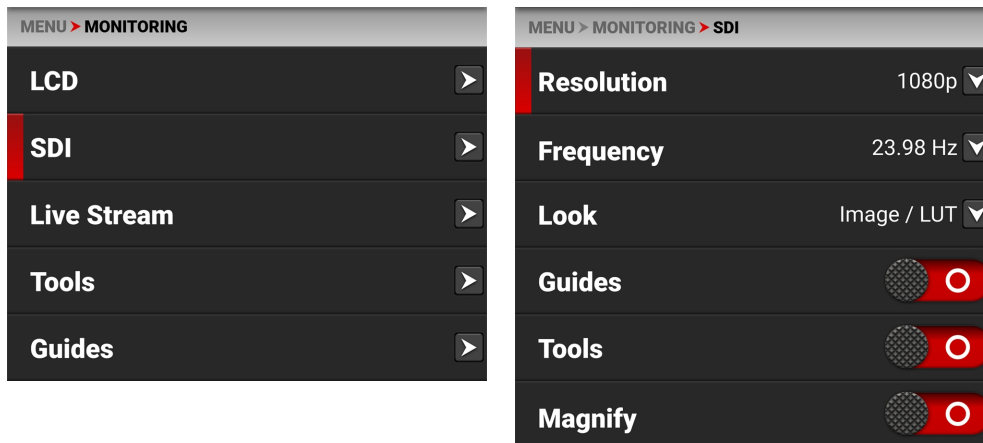 MENU > MONITORING
LCD
SDI
Live Stream
Tools
Guides
MENU > MONITORING > SDI
Resolution 1080p
Frequency 23.98 Hz
Look Image / LUT
Guides
Tools
Magnify